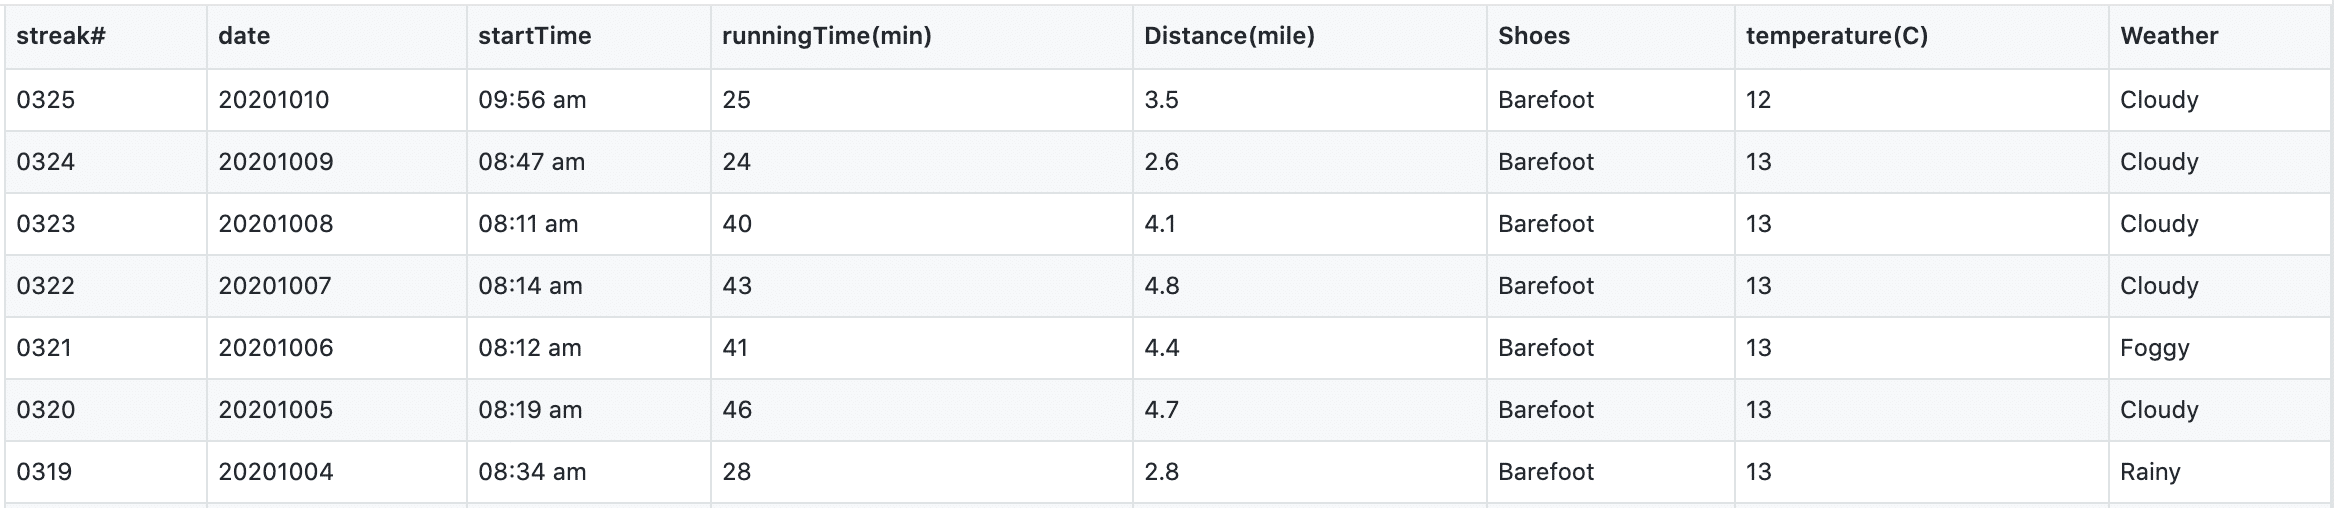 streak# date startTime runningTime(min) Distance(mile) Shoes temperature(C) Weather
0325 20201010 09:56 am 25 3.5 Barefoot 12 Cloudy
0324 20201009 08:47 am 24 2.6 Barefoot 13 Cloudy
0323 20201008 08:11 am 40 4.1 Barefoot 13 Cloudy
0322 20201007 08:14 am 43 4.8 Barefoot 13 Cloudy
0321 20201006 08:12 am 41 4.4 Barefoot 13 Foggy
0320 20201005 08:19 am 46 4.7 Barefoot 13 Cloudy
0319 20201004 08:34 am 28 2.8 Barefoot 13 Rainy